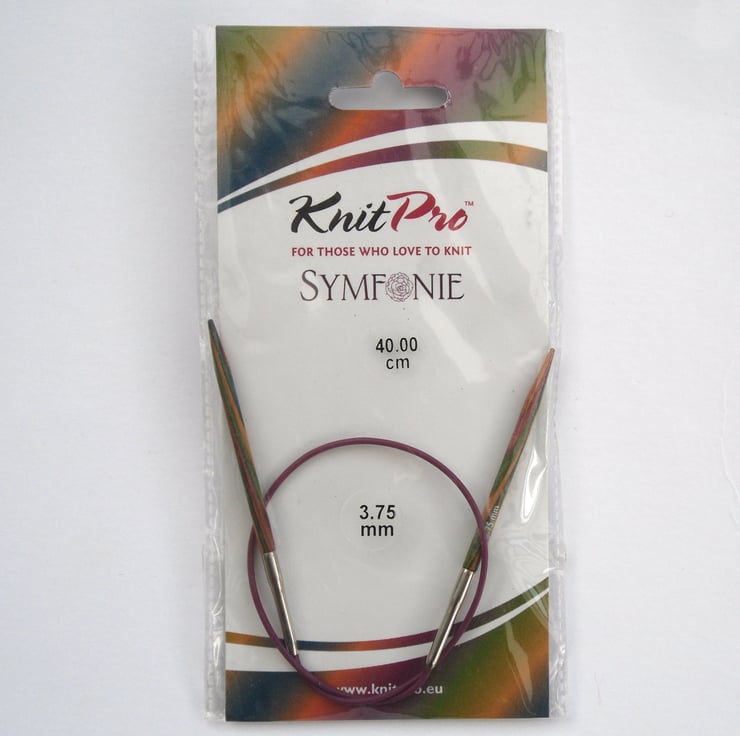 KnitPro™
FOR THOSE WHO LOVE TO KNIT
SYMFONIE
40.00
cm
3.75
mm